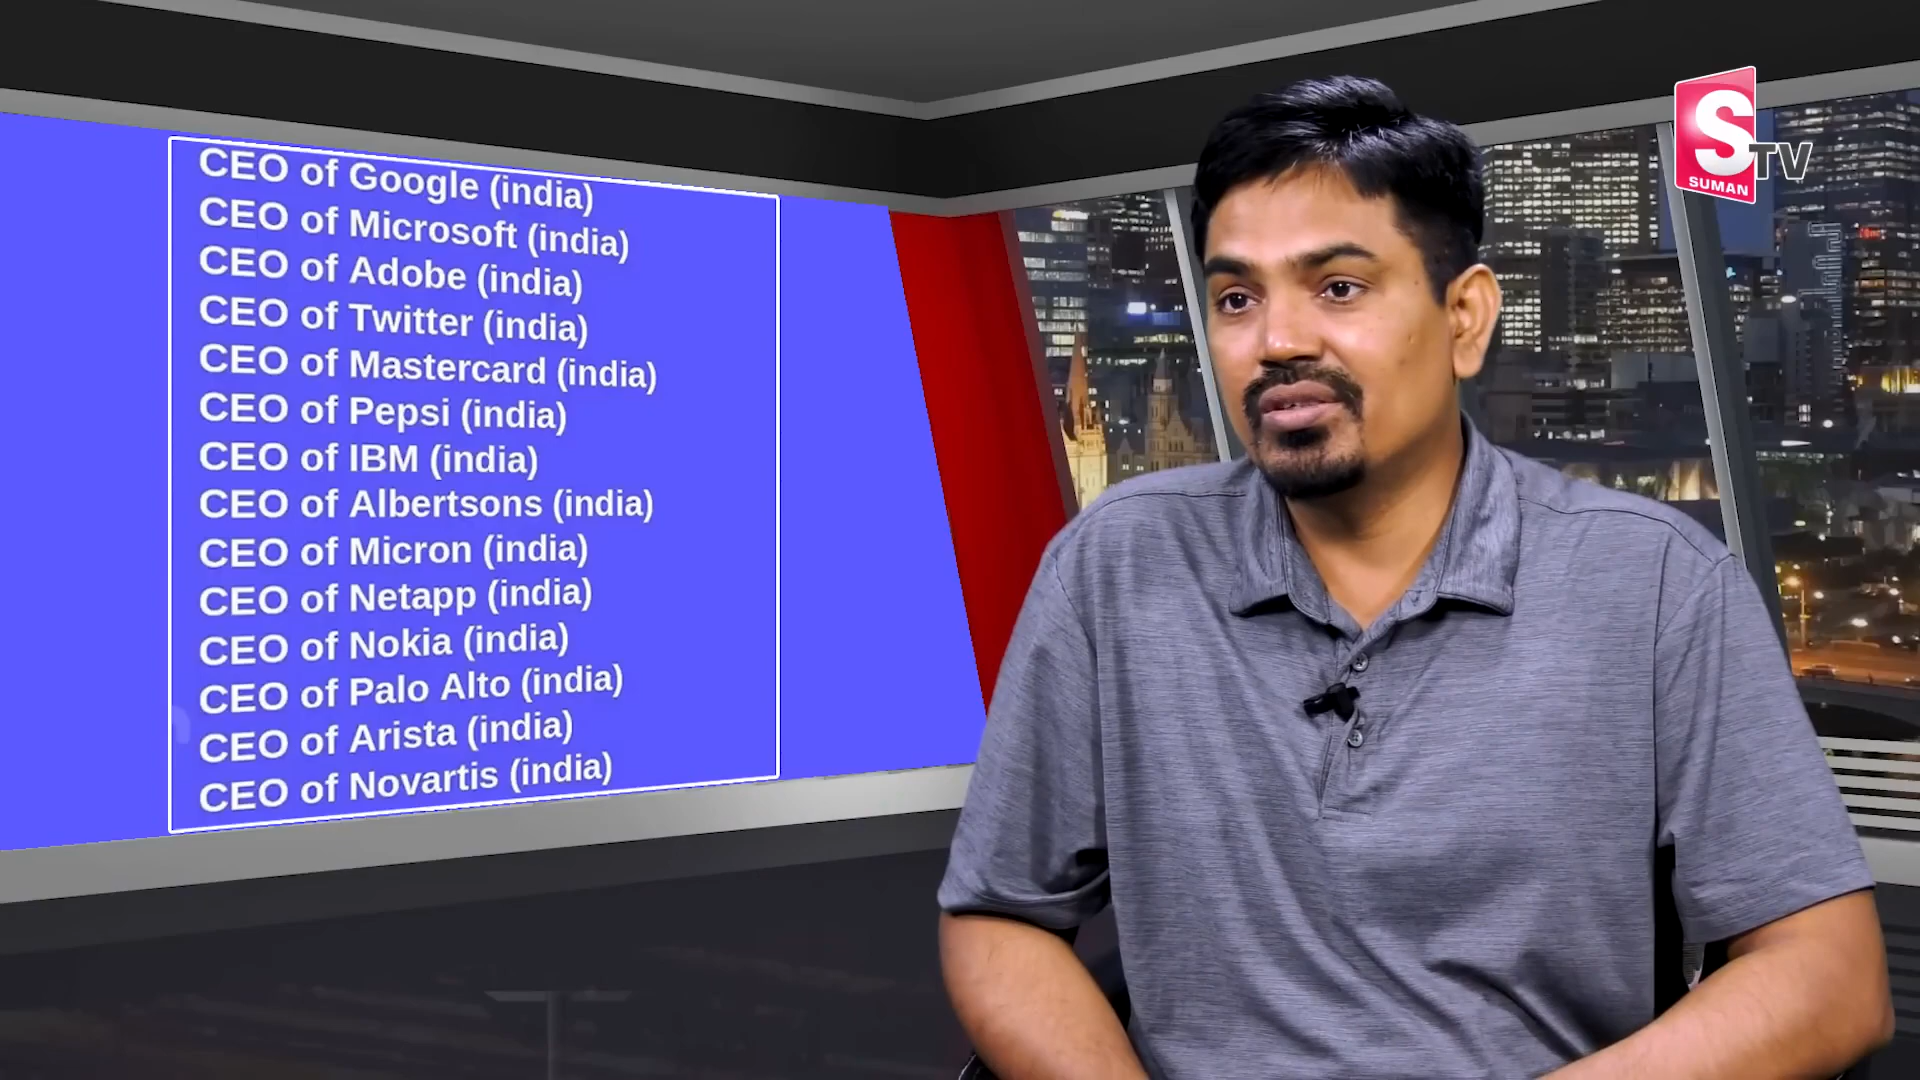 CEO of Google (india)
CEO of Microsoft (india)
CEO of Adobe (india)
CEO of Twitter (india)
CEO of Mastercard (india)
CEO of Pepsi (india)
CEO of IBM (india)
CEO of Albertsons (india)
CEO of Micron (india)
CEO of Netapp (india)
CEO of Nokia (india)
CEO of Palo Alto (india)
CEO of Arista (india)
CEO of Novartis (india)
S TV
SUMAN